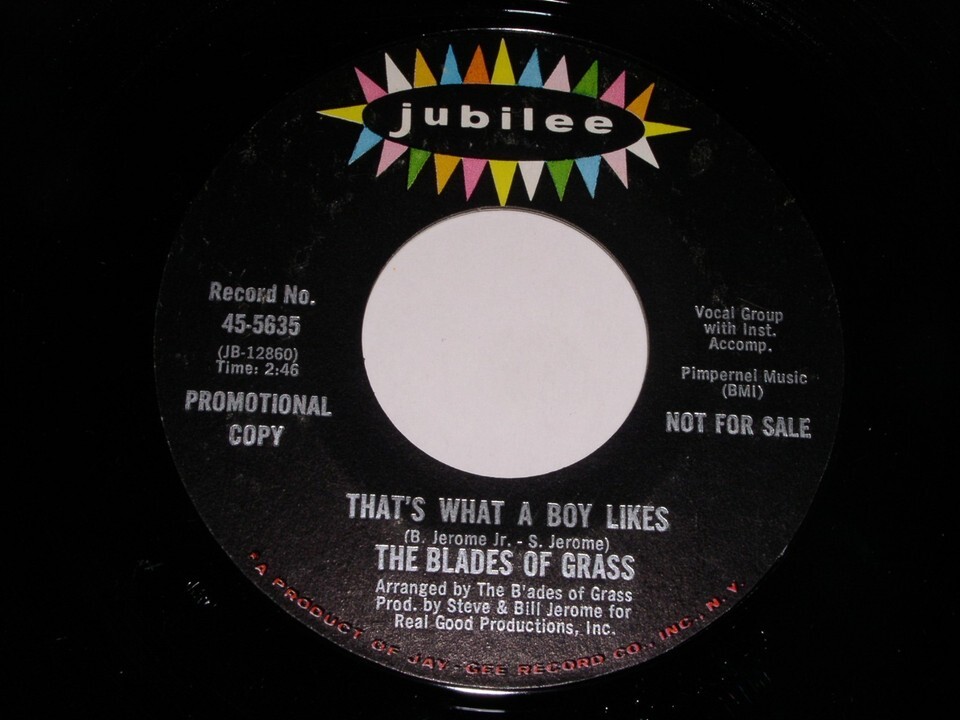 jubilee
Record No.
45-5635
(JB-12860)
Time: 2:46
PROMOTIONAL
COPY
Vocal Group
with Inst.
Accomp.
Pimpernel Music
(BMI)
NOT FOR SALE
THAT'S WHAT A BOY LIKES
(B. Jerome Jr. - S. Jerome)
THE BLADES OF GRASS
Arranged by The B'ades of Grass
Prod. by Steve & Bill Jerome for
Real Good Productions, Inc.
"A PRODUCT OF JAY-GEE RECORD CO., INC., N.Y.